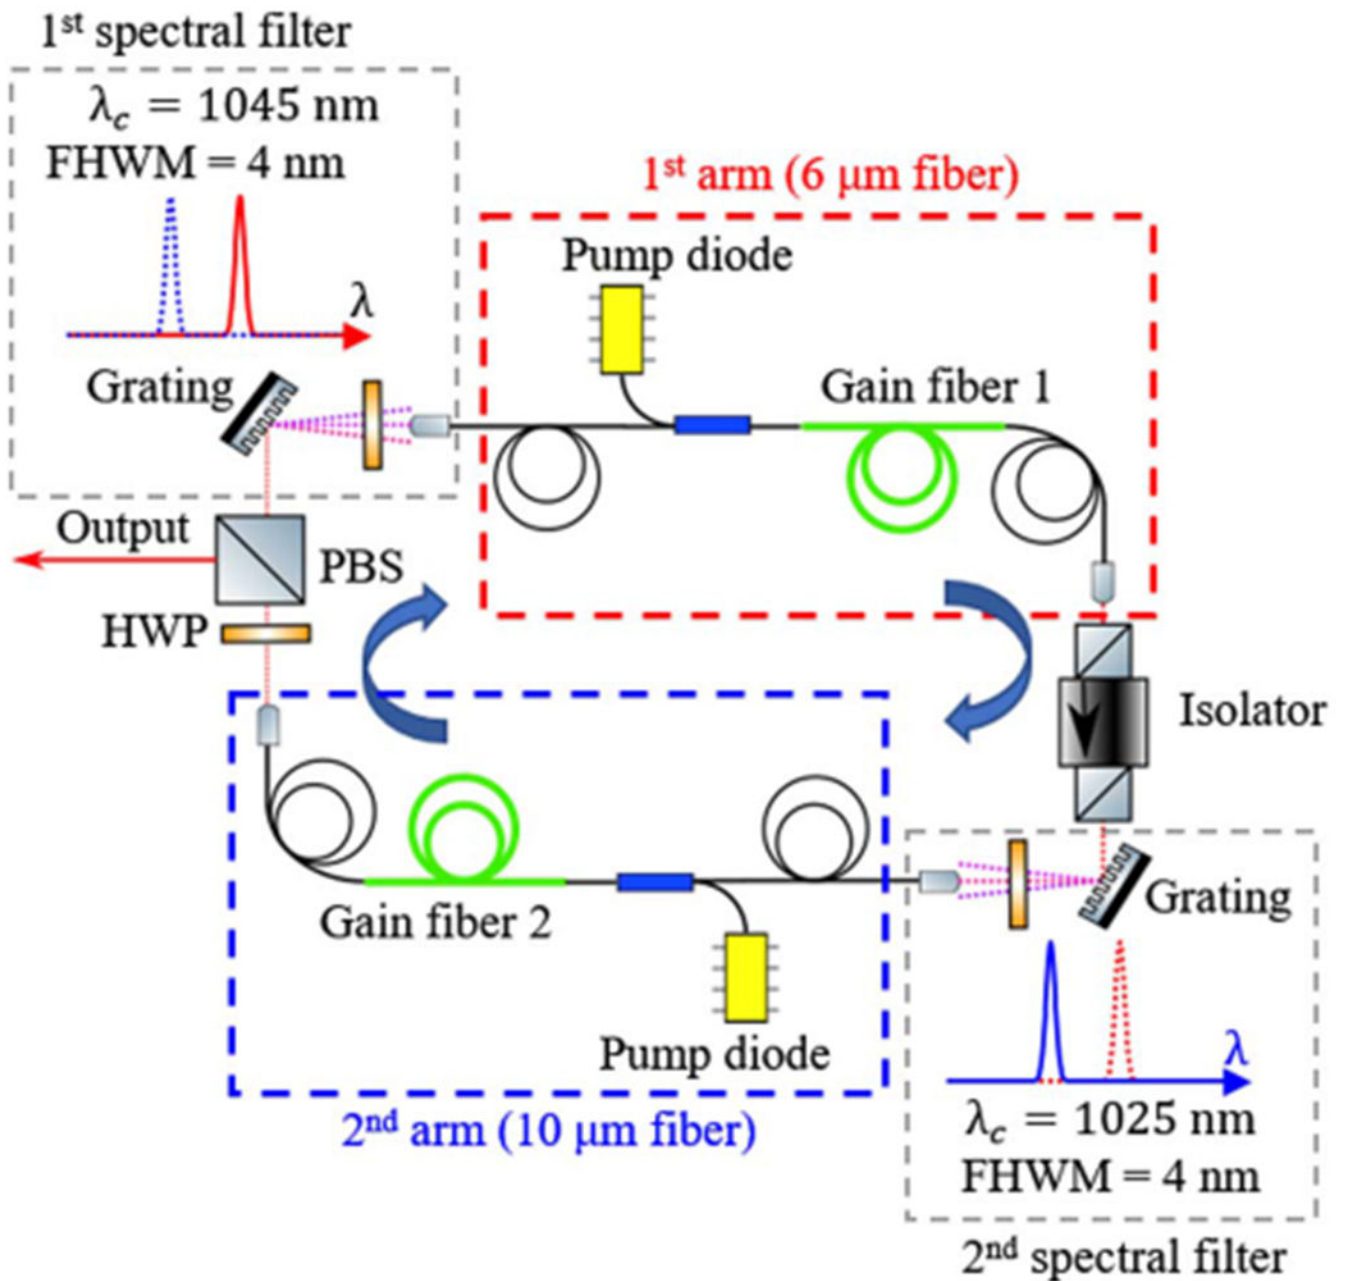 1st spectral filter
λc = 1045 nm
FHWM = 4 nm
λ
Grating
1st arm (6 μm fiber)
Pump diode
Gain fiber 1
Output
PBS
HWP
Isolator
Gain fiber 2
Pump diode
2nd arm (10 μm fiber)
Grating
λ
λc = 1025 nm
FHWM = 4 nm
2nd spectral filter